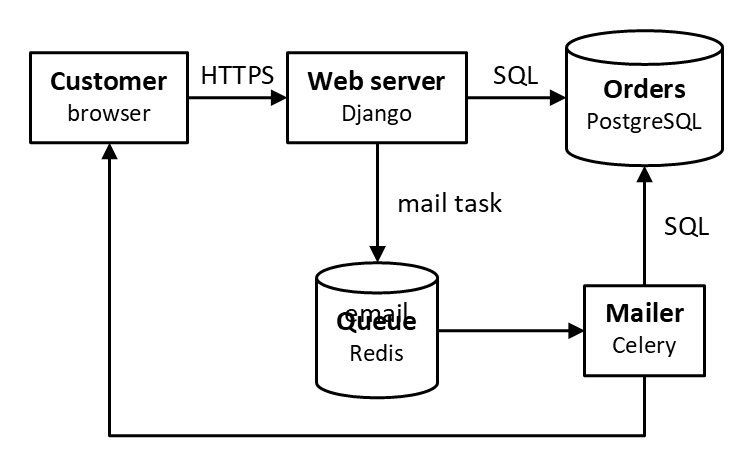 Customer
browser
HTTPS
Web server
Django
SQL
Orders
PostgreSQL
mail task
SQL
email
Queue
Redis
Mailer
Celery